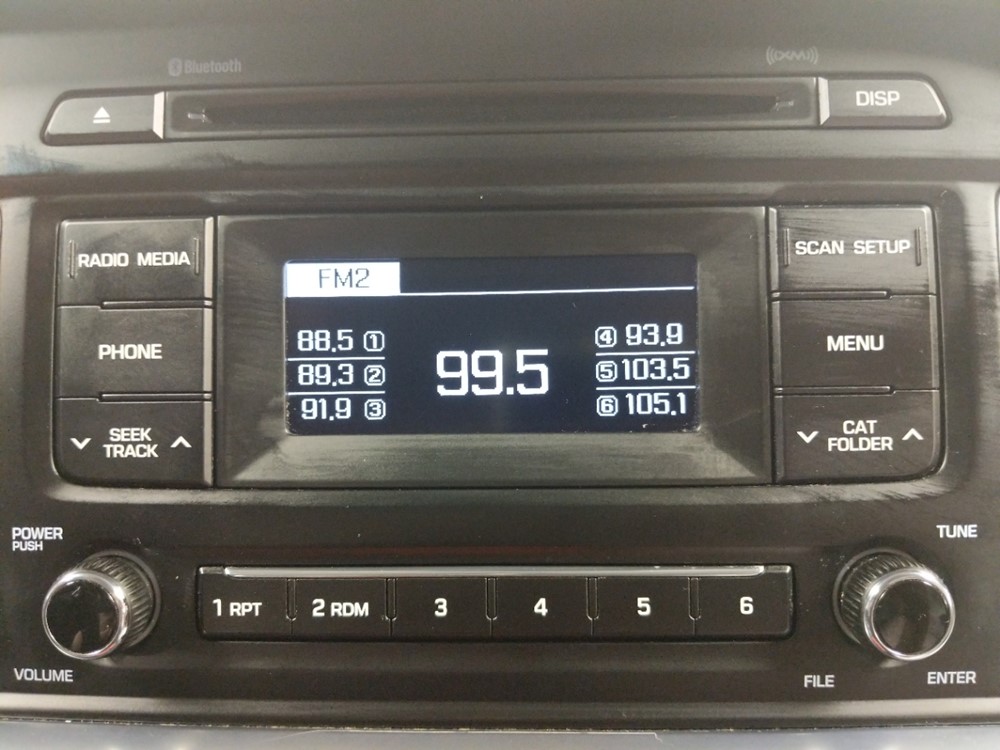 Bluetooth
((XM))
DISP
RADIO MEDIA
SCAN SETUP
FM2
PHONE
MENU
88.5 1
89.3 2
91.9 3
99.5
4 93.9
5 103.5
6 105.1
SEEK
TRACK
CAT
FOLDER
POWER
PUSH
TUNE
1 RPT
2 RDM
3
4
5
6
VOLUME
FILE
ENTER